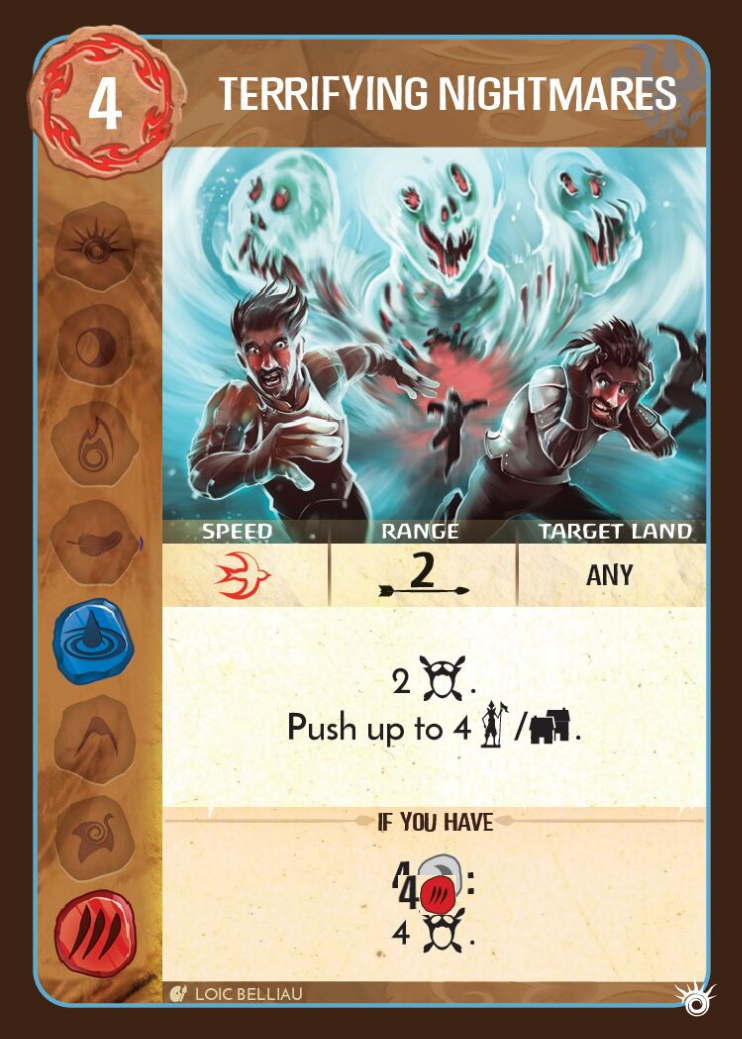 4
TERRIFYING NIGHTMARES
SPEED RANGE TARGET LAND
2 ANY
2 .
Push up to 4 / .
IF YOU HAVE
4 :
4
4 .
LOIC BELLIAU